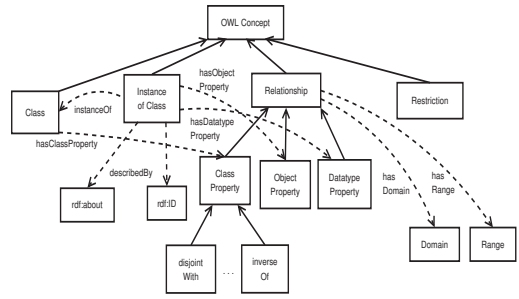 OWL Concept
hasObject
Property
Instance
of Class
Relationship
Restriction
Class
instanceOf
hasDatatype
Property
hasClassProperty
describedBy
Class
Property
Object
Property
Datatype
Property
has
Domain
has
Range
rdf:about
rdf:ID
Domain
Range
disjoint
With
. . .
inverse
Of